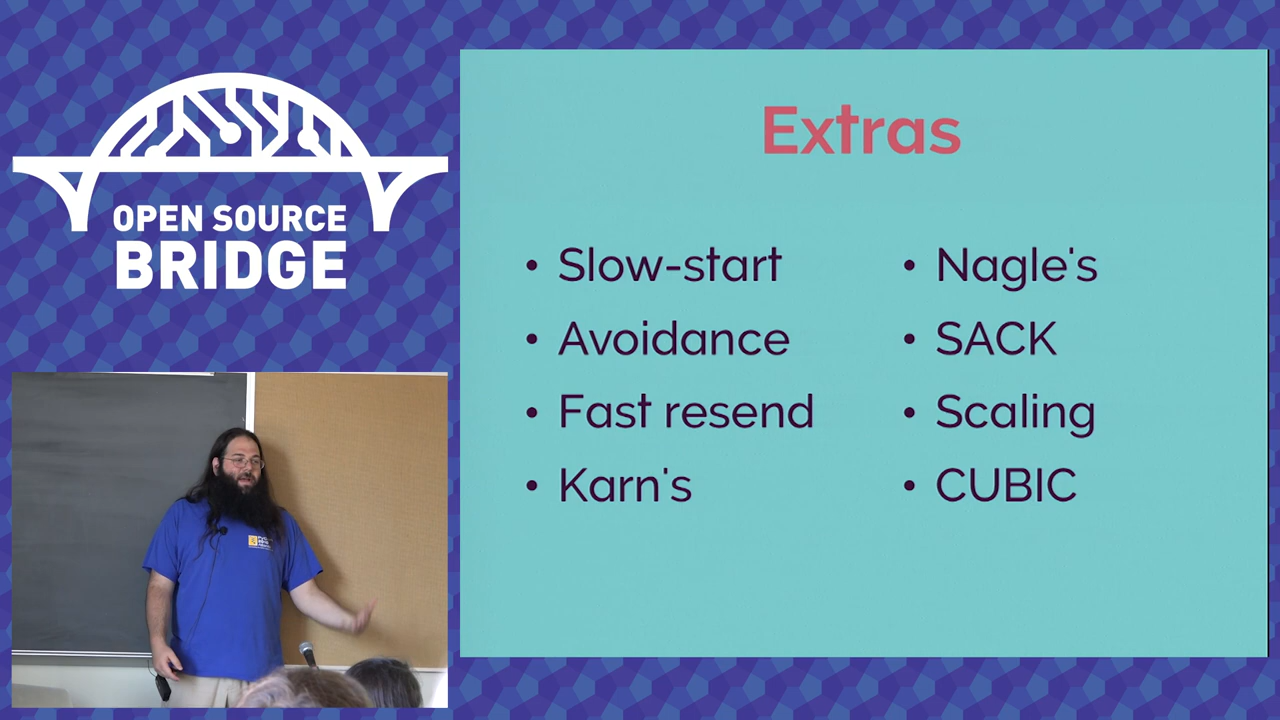 OPEN SOURCE
BRIDGE
Extras
• Slow-start
• Avoidance
• Fast resend
• Karn's
• Nagle's
• SACK
• Scaling
• CUBIC